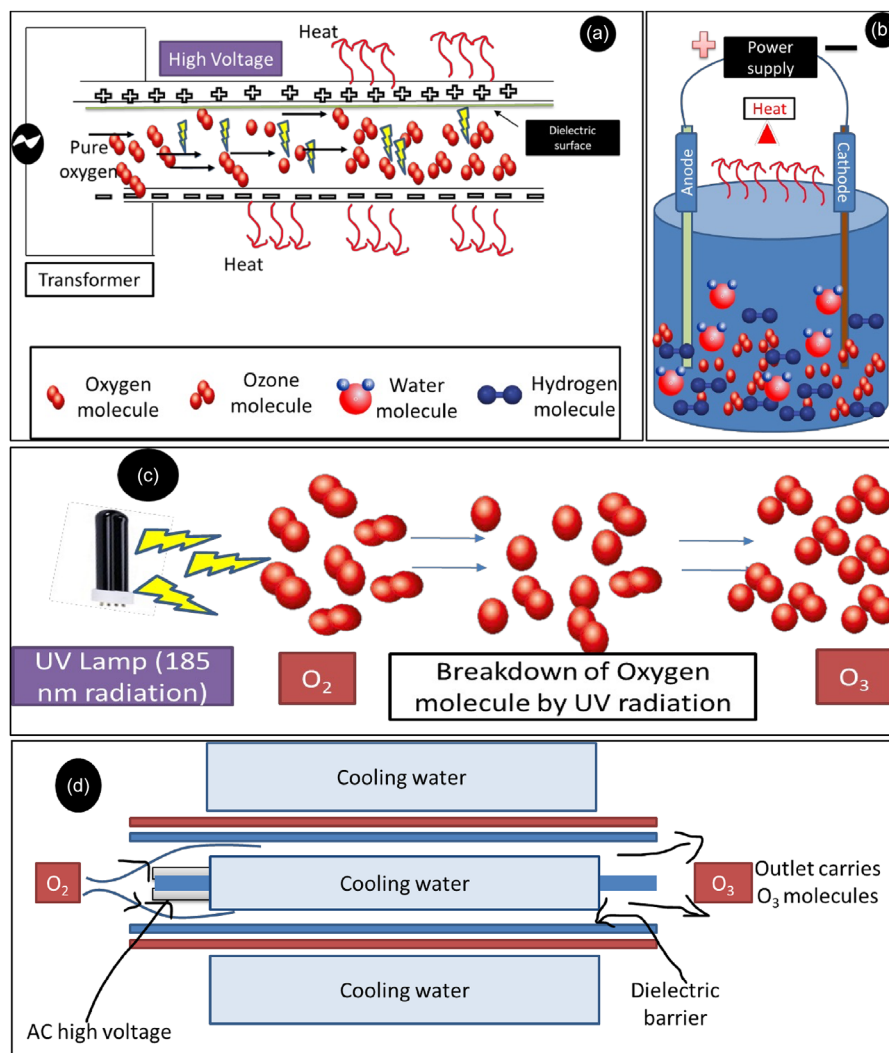 (a)
High Voltage
Heat
Pure
oxygen
Dielectric
surface
Heat
Transformer
Oxygen
molecule
Ozone
molecule
Water
molecule
Hydrogen
molecule
(b)
Power
supply
Heat
Anode
Cathode
(c)
UV Lamp (185
nm radiation)
O₂
Breakdown of Oxygen
molecule by UV radiation
O₃
(d)
Cooling water
O₂
Cooling water
O₃
Outlet carries
O₃ molecules
Cooling water
AC high voltage
Dielectric
barrier